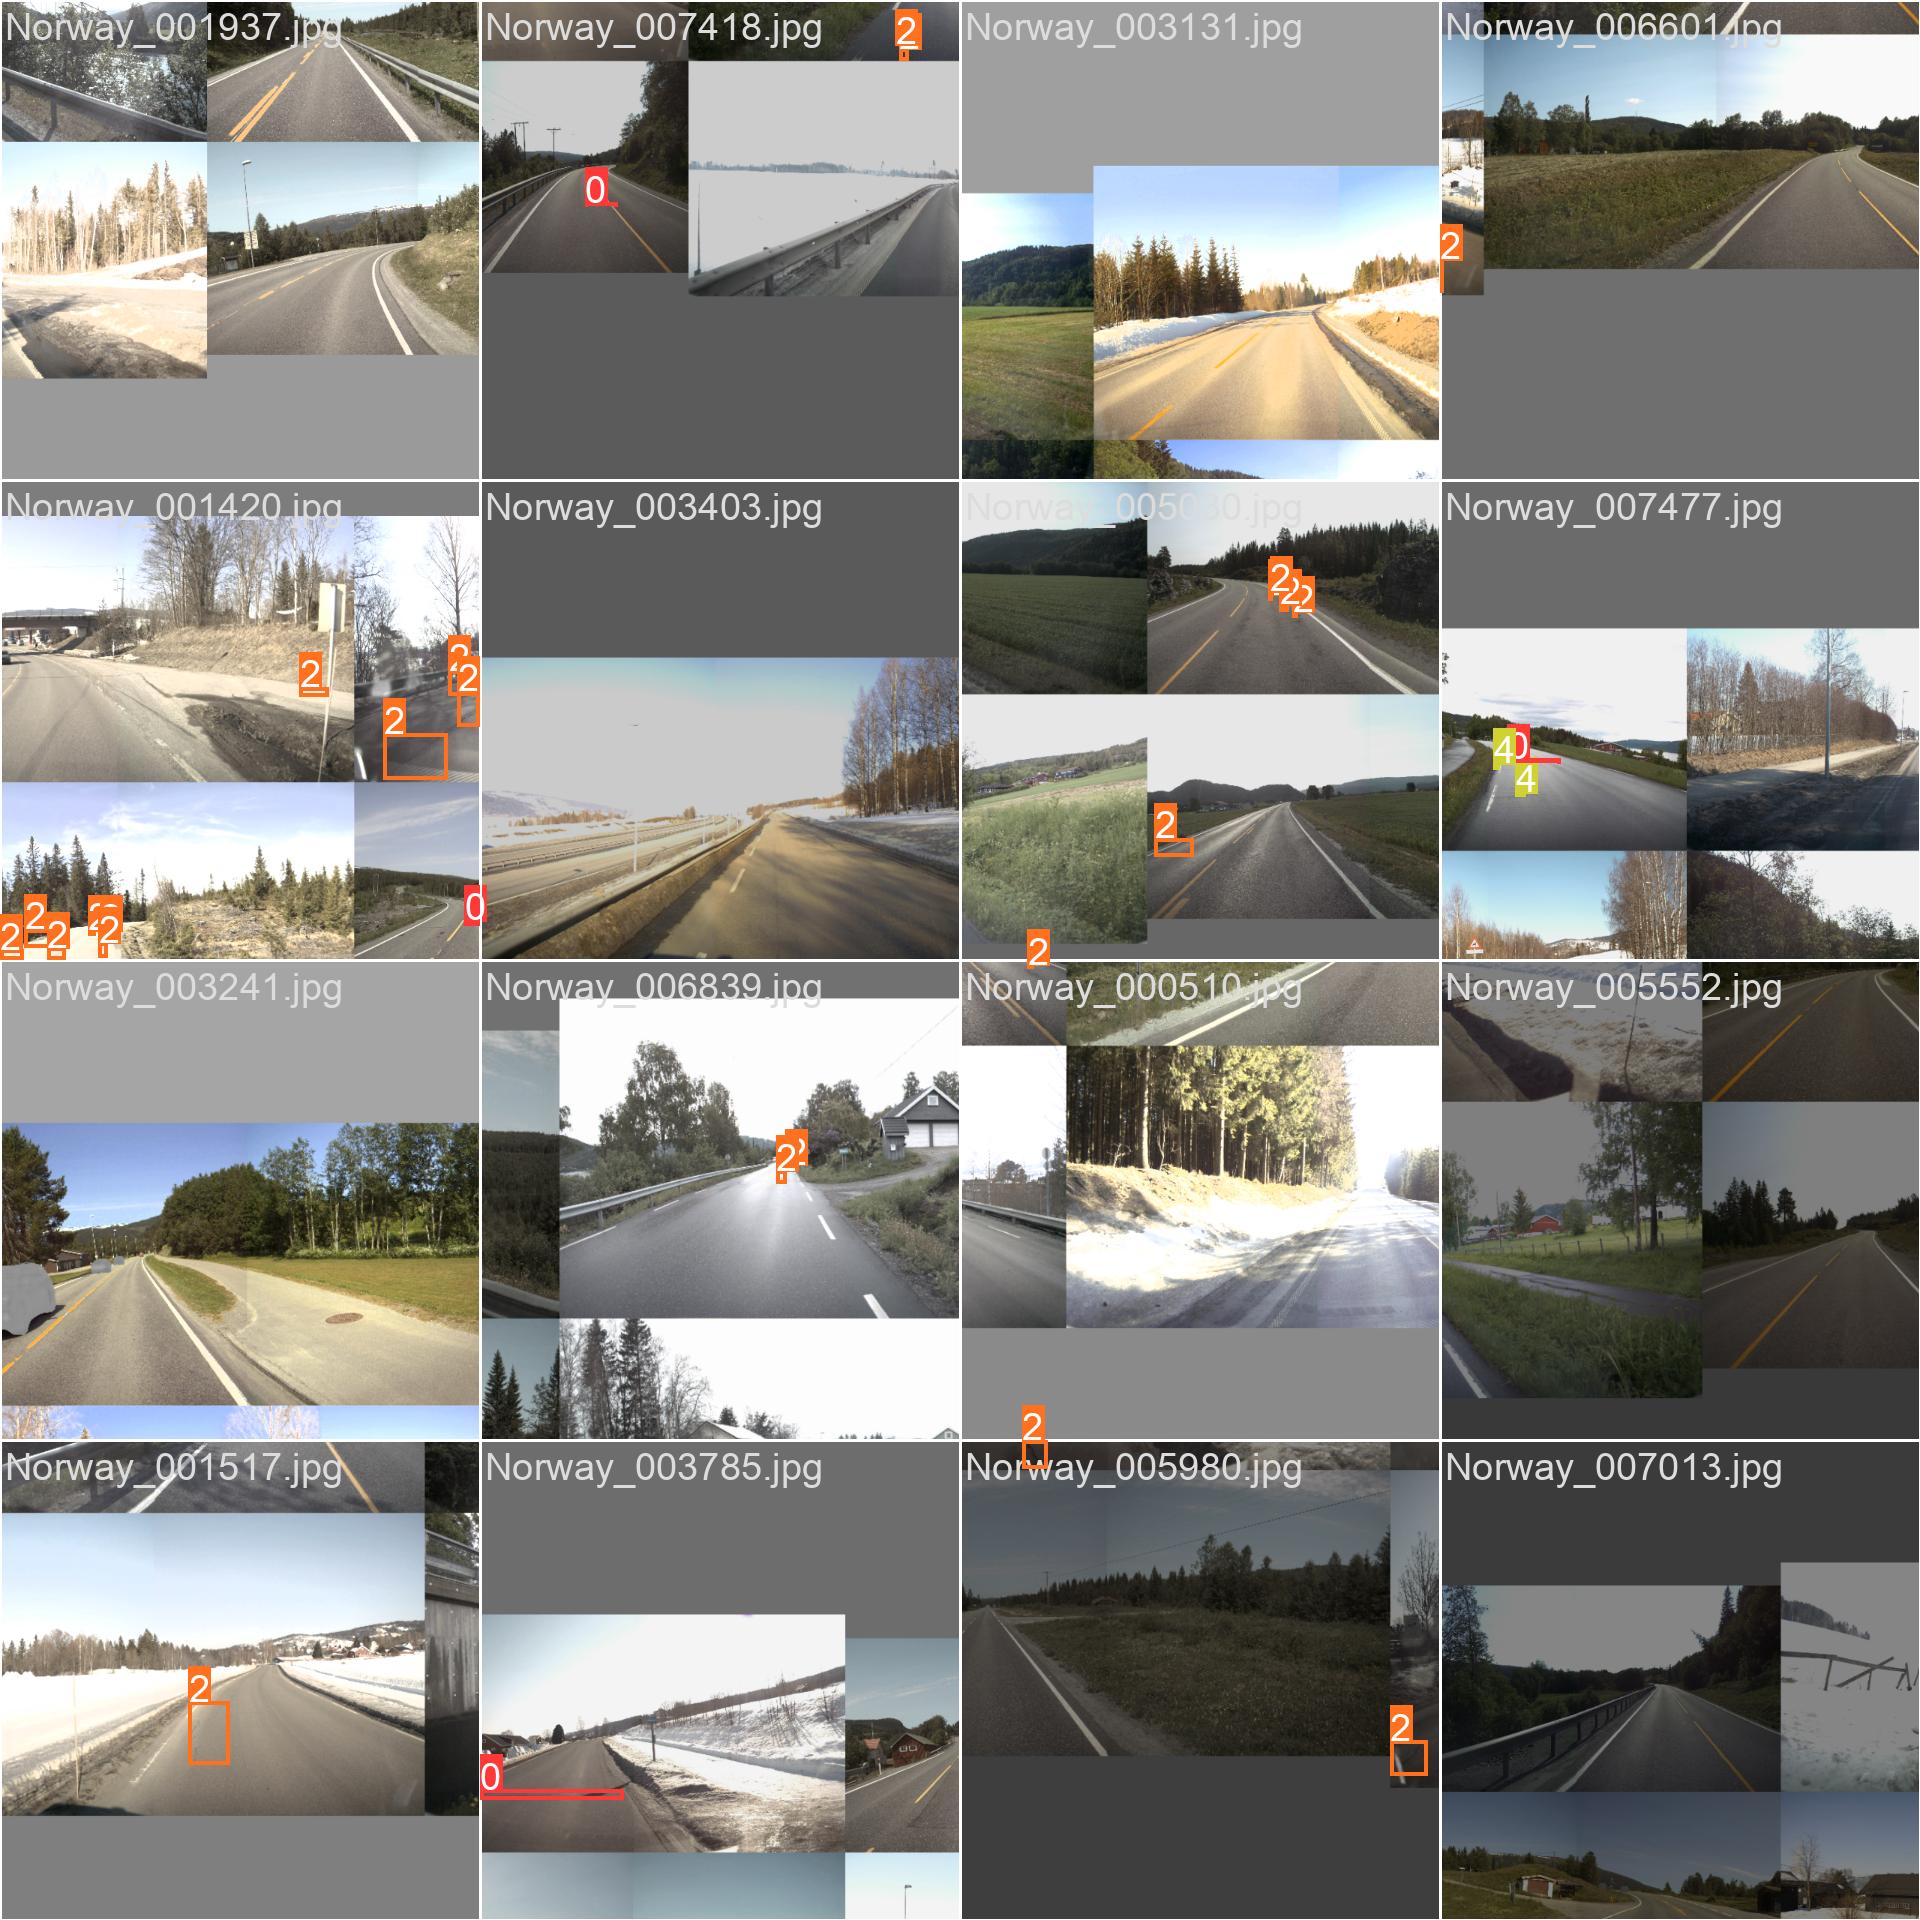 Norway_001937.jpg
Norway_007418.jpg
2
0
Norway_003131.jpg
Norway_006601.jpg
2
Norway_001420.jpg
2
2
2
2
2
2
2
2
2
0
Norway_003403.jpg
Norway_005030.jpg
2
2
2
2
2
Norway_007477.jpg
4
0
4
Norway_003241.jpg
Norway_006839.jpg
2
2
Norway_000510.jpg
Norway_005552.jpg
Norway_001517.jpg
2
Norway_003785.jpg
0
2
Norway_005980.jpg
2
Norway_007013.jpg